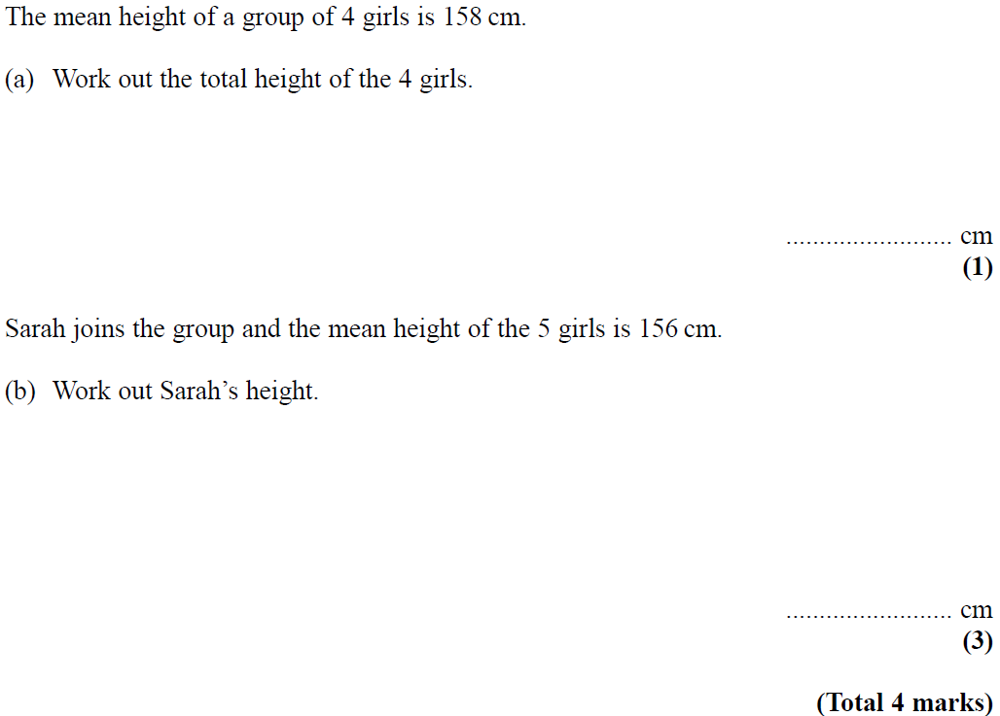 The mean height of a group of 4 girls is 158 cm.
(a) Work out the total height of the 4 girls.
......................... cm
(1)
Sarah joins the group and the mean height of the 5 girls is 156 cm.
(b) Work out Sarah’s height.
......................... cm
(3)
(Total 4 marks)